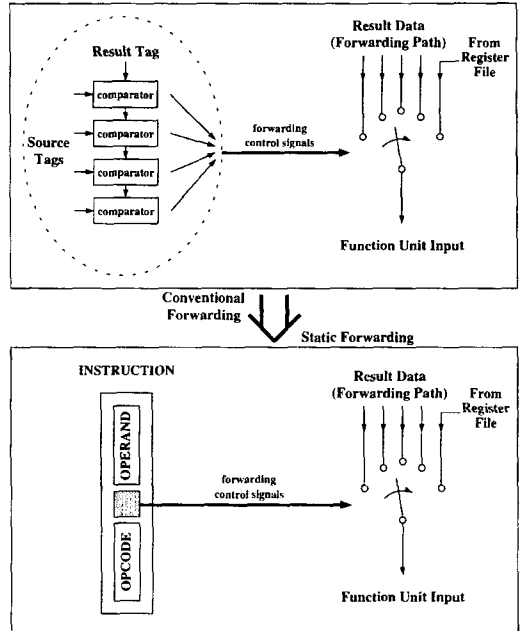 Result Tag
comparator
comparator
comparator
comparator
Source
Tags
forwarding
control signals
Result Data
(Forwarding Path)
From
Register
File
Function Unit Input
Conventional
Forwarding
Static Forwarding
INSTRUCTION
OPERAND
OPCODE
forwarding
control signals
Result Data
(Forwarding Path)
From
Register
File
Function Unit Input